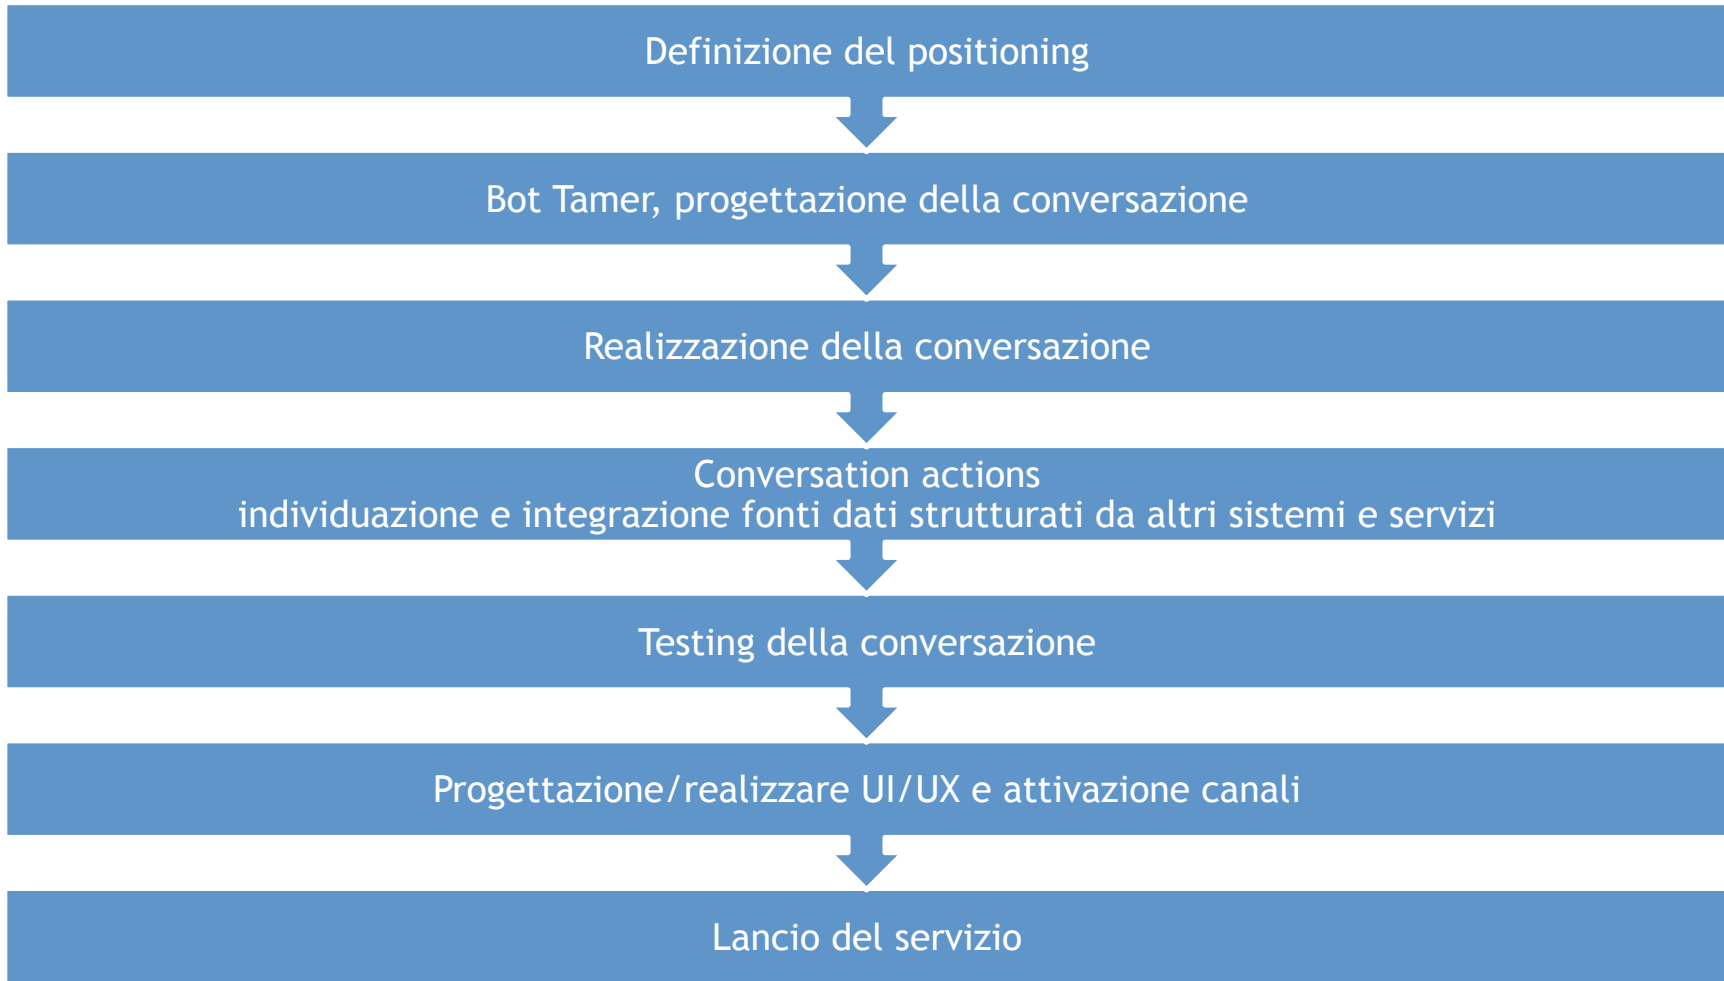 Definizione del positioning
Bot Tamer, progettazione della conversazione
Realizzazione della conversazione
Conversation actions
individuazione e integrazione fonti dati strutturati da altri sistemi e servizi
Testing della conversazione
Progettazione/realizzare UI/UX e attivazione canali
Lancio del servizio